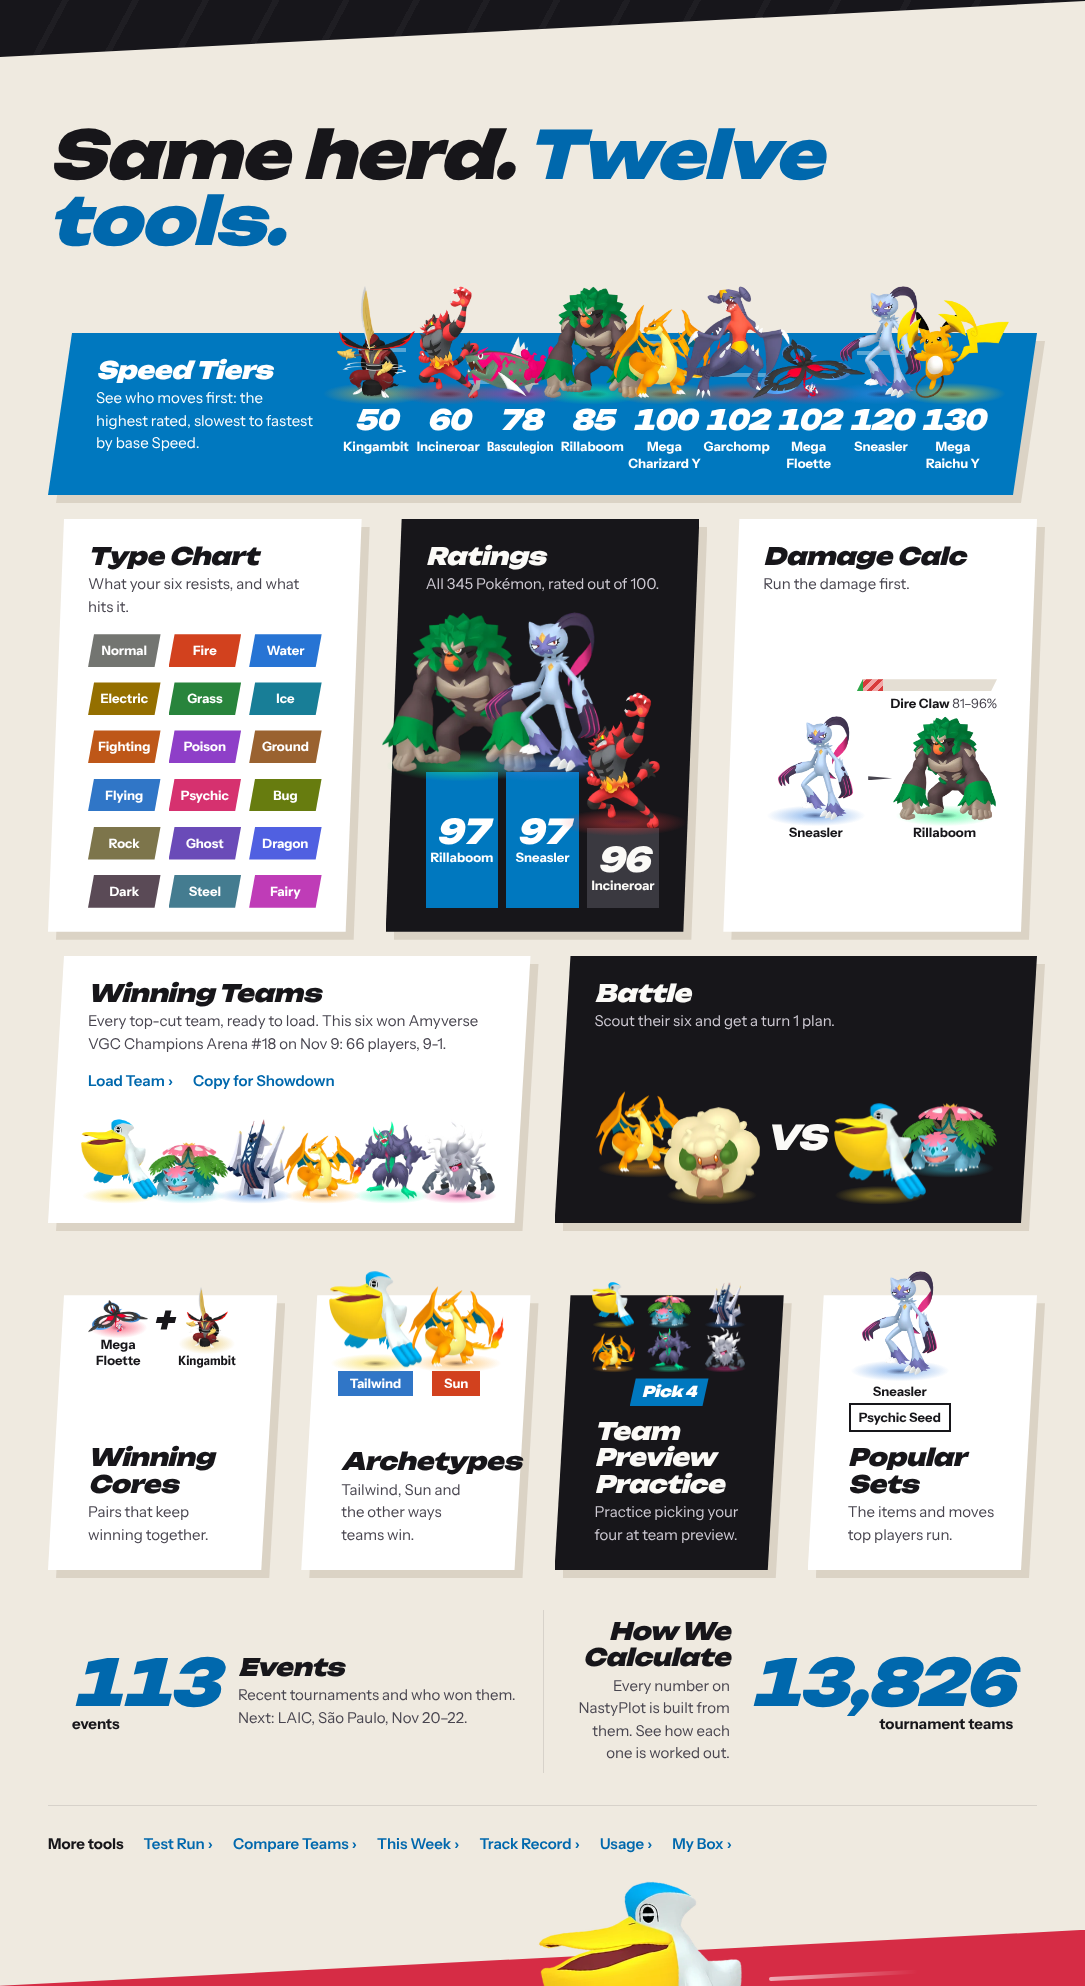 Same herd. Twelve
tools.
Speed Tiers
See who moves first: the
highest rated, slowest to fastest
by base Speed.
50
Kingambit
60
Incineroar
78
Basculegion
85
Rillaboom
100
Mega
Charizard Y
102
Garchomp
102
Mega
Floette
120
Sneasler
130
Mega
Raichu Y
Type Chart
What your six resists, and what
hits it.
Normal
Fire
Water
Electric
Grass
Ice
Fighting
Poison
Ground
Flying
Psychic
Bug
Rock
Ghost
Dragon
Dark
Steel
Fairy
Ratings
All 345 Pokémon, rated out of 100.
97
Rillaboom
97
Sneasler
96
Incineroar
Damage Calc
Run the damage first.
Dire Claw 81–96%
Sneasler
Rillaboom
Winning Teams
Every top-cut team, ready to load. This six won Amyverse
VGC Champions Arena #18 on Nov 9: 66 players, 9-1.
Load Team ›
Copy for Showdown
Battle
Scout their six and get a turn 1 plan.
VS
+
Mega
Floette
Kingambit
Winning
Cores
Pairs that keep
winning together.
Tailwind
Sun
Archetypes
Tailwind, Sun and
the other ways
teams win.
Pick 4
Team
Preview
Practice
Practice picking your
four at team preview.
Sneasler
Psychic Seed
Popular
Sets
The items and moves
top players run.
113
events
Events
Recent tournaments and who won them.
Next: LAIC, São Paulo, Nov 20–22.
How We
Calculate
Every number on
NastyPlot is built from
them. See how each
one is worked out.
13,826
tournament teams
More tools
Test Run ›
Compare Teams ›
This Week ›
Track Record ›
Usage ›
My Box ›